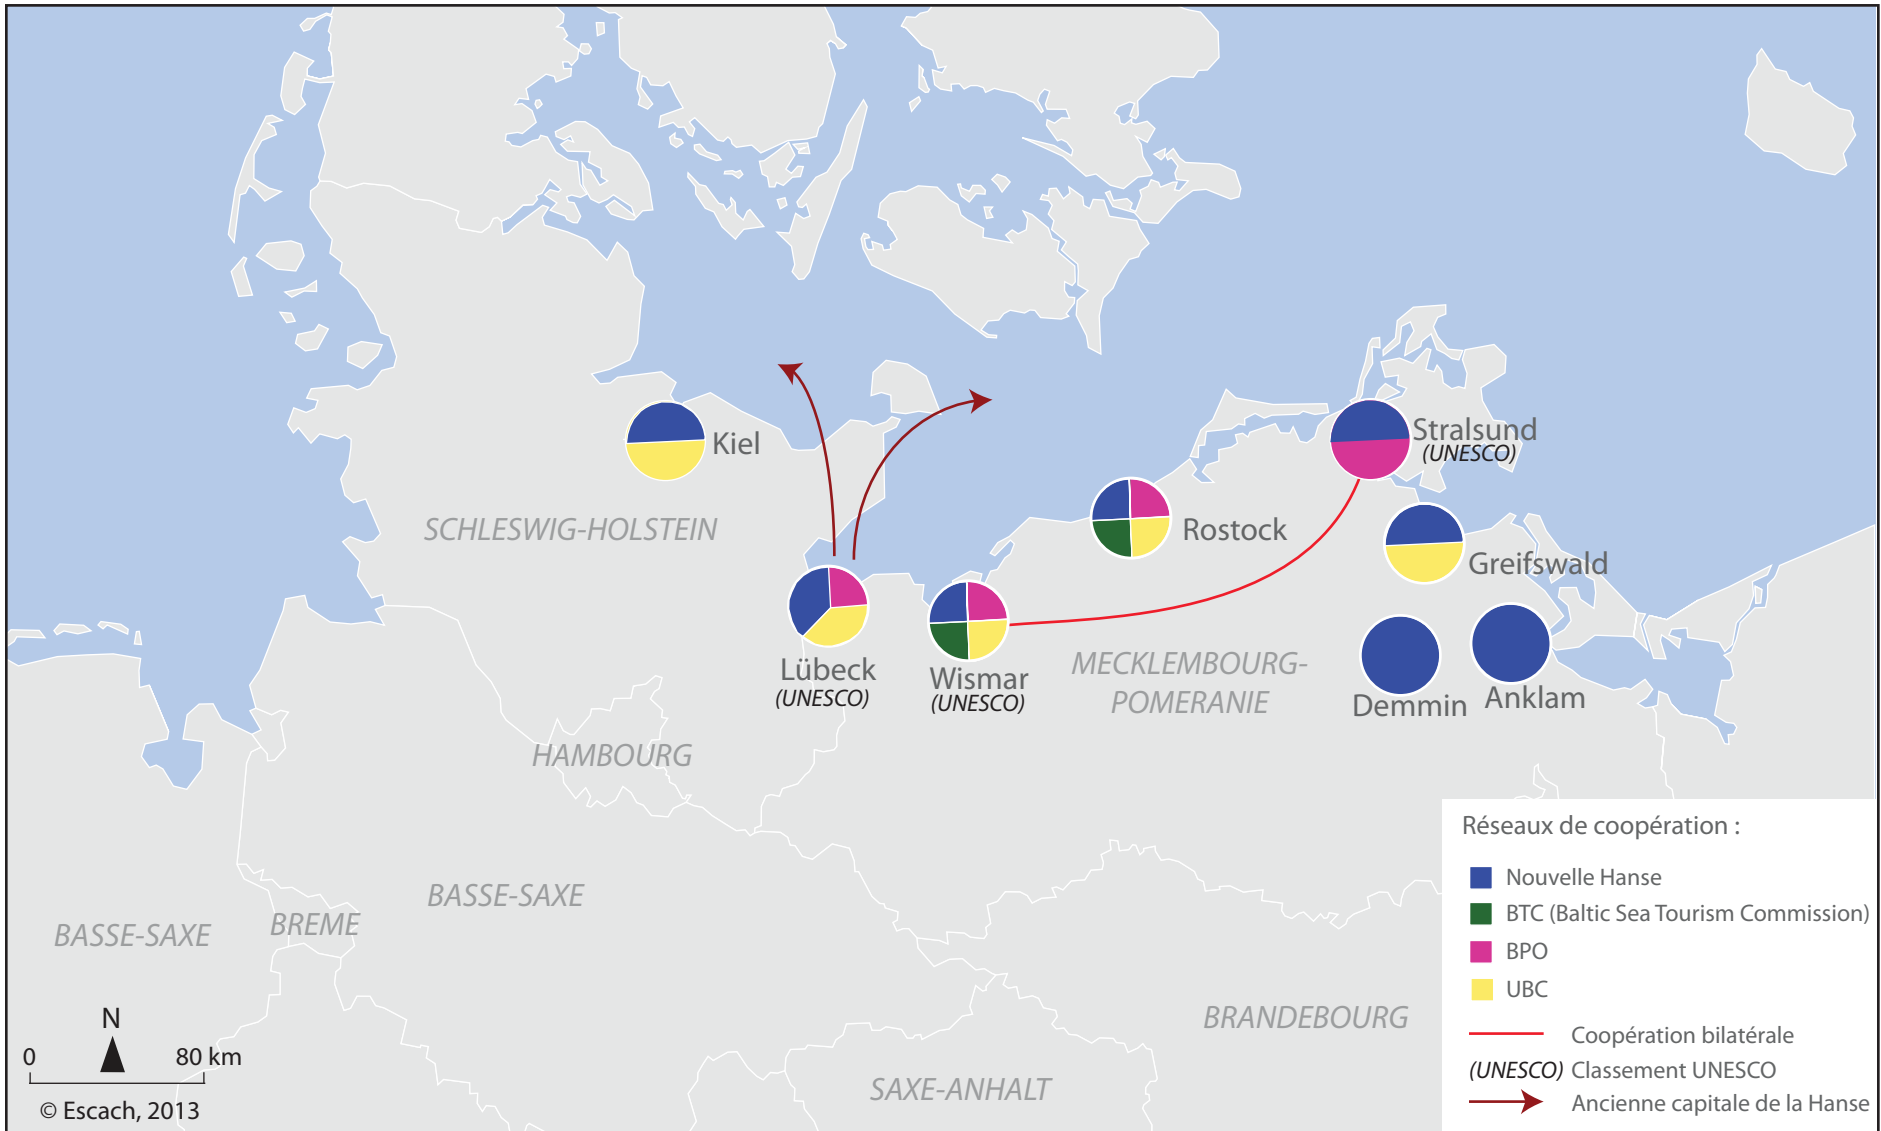 Kiel
Stralsund
(UNESCO)
SCHLESWIG-HOLSTEIN
Rostock
Greifswald
Lübeck
(UNESCO)
Wismar
(UNESCO)
MECKLEMBOURG-
POMERANIE
Demmin
Anklam
HAMBOURG
BASSE-SAXE
BREME
BASSE-SAXE
BRANDEBOURG
SAXE-ANHALT
N
0 80 km
© Escach, 2013
Réseaux de coopération :
Nouvelle Hanse
BTC (Baltic Sea Tourism Commission)
BPO
UBC
Coopération bilatérale
(UNESCO) Classement UNESCO
Ancienne capitale de la Hanse